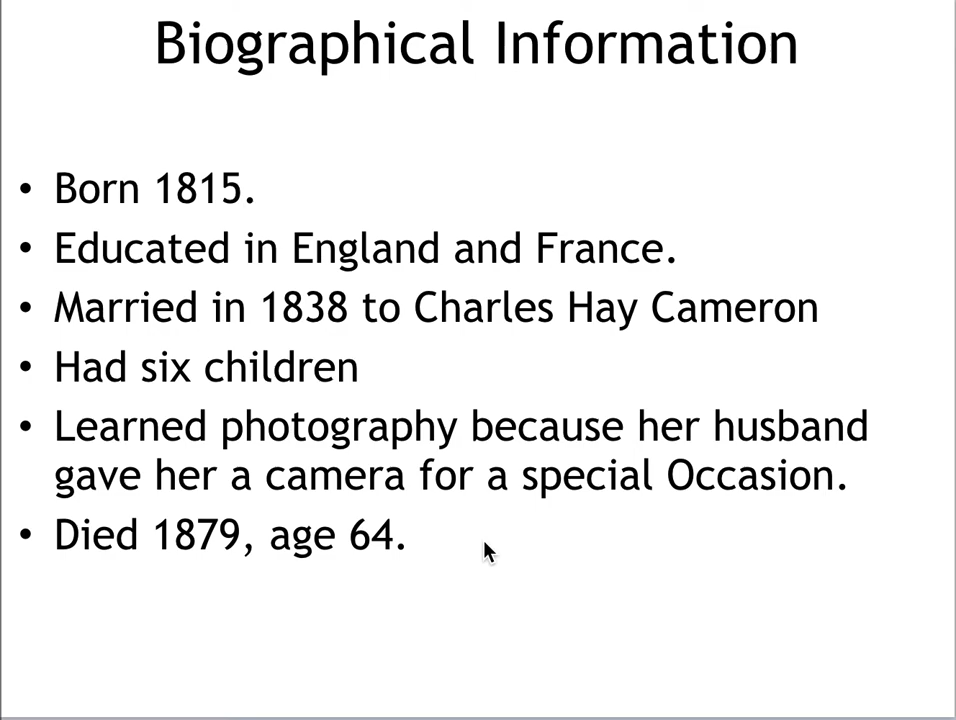 Biographical Information
• Born 1815.
• Educated in England and France.
• Married in 1838 to Charles Hay Cameron
• Had six children
• Learned photography because her husband
gave her a camera for a special Occasion.
• Died 1879, age 64.